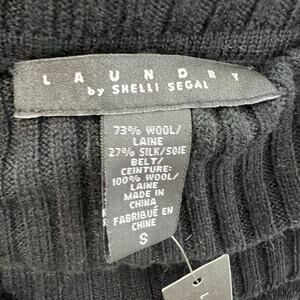 LAUNDRY
by SHELLI SEGAL
73% WOOL/
LAINE
27% SILK/SOIE
BELT/
CEINTURE:
100% WOOL/
LAINE
MADE IN
CHINA
FABRIQUÉ EN
CHINE
S